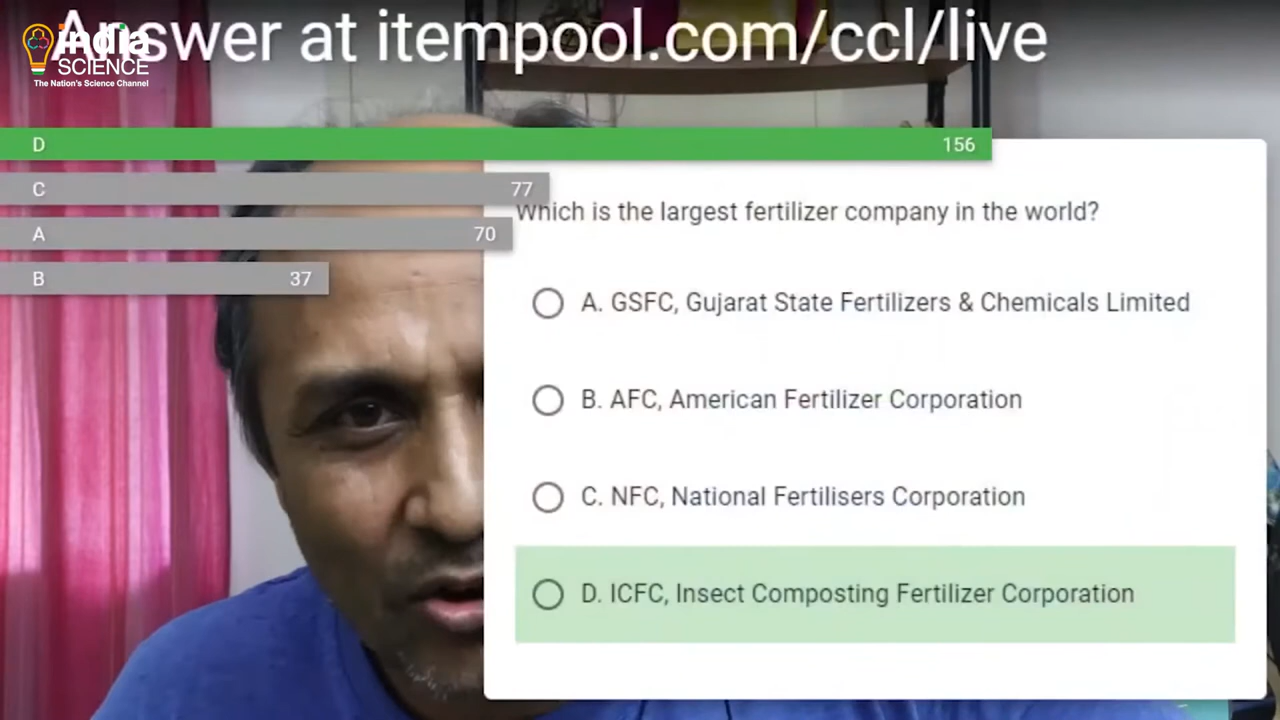 Answer at itempool.com/ccl/live
india
SCIENCE
The Nation's Science Channel
D 156
C 77
A 70
B 37
Which is the largest fertilizer company in the world?
A. GSFC, Gujarat State Fertilizers & Chemicals Limited
B. AFC, American Fertilizer Corporation
C. NFC, National Fertilisers Corporation
D. ICFC, Insect Composting Fertilizer Corporation